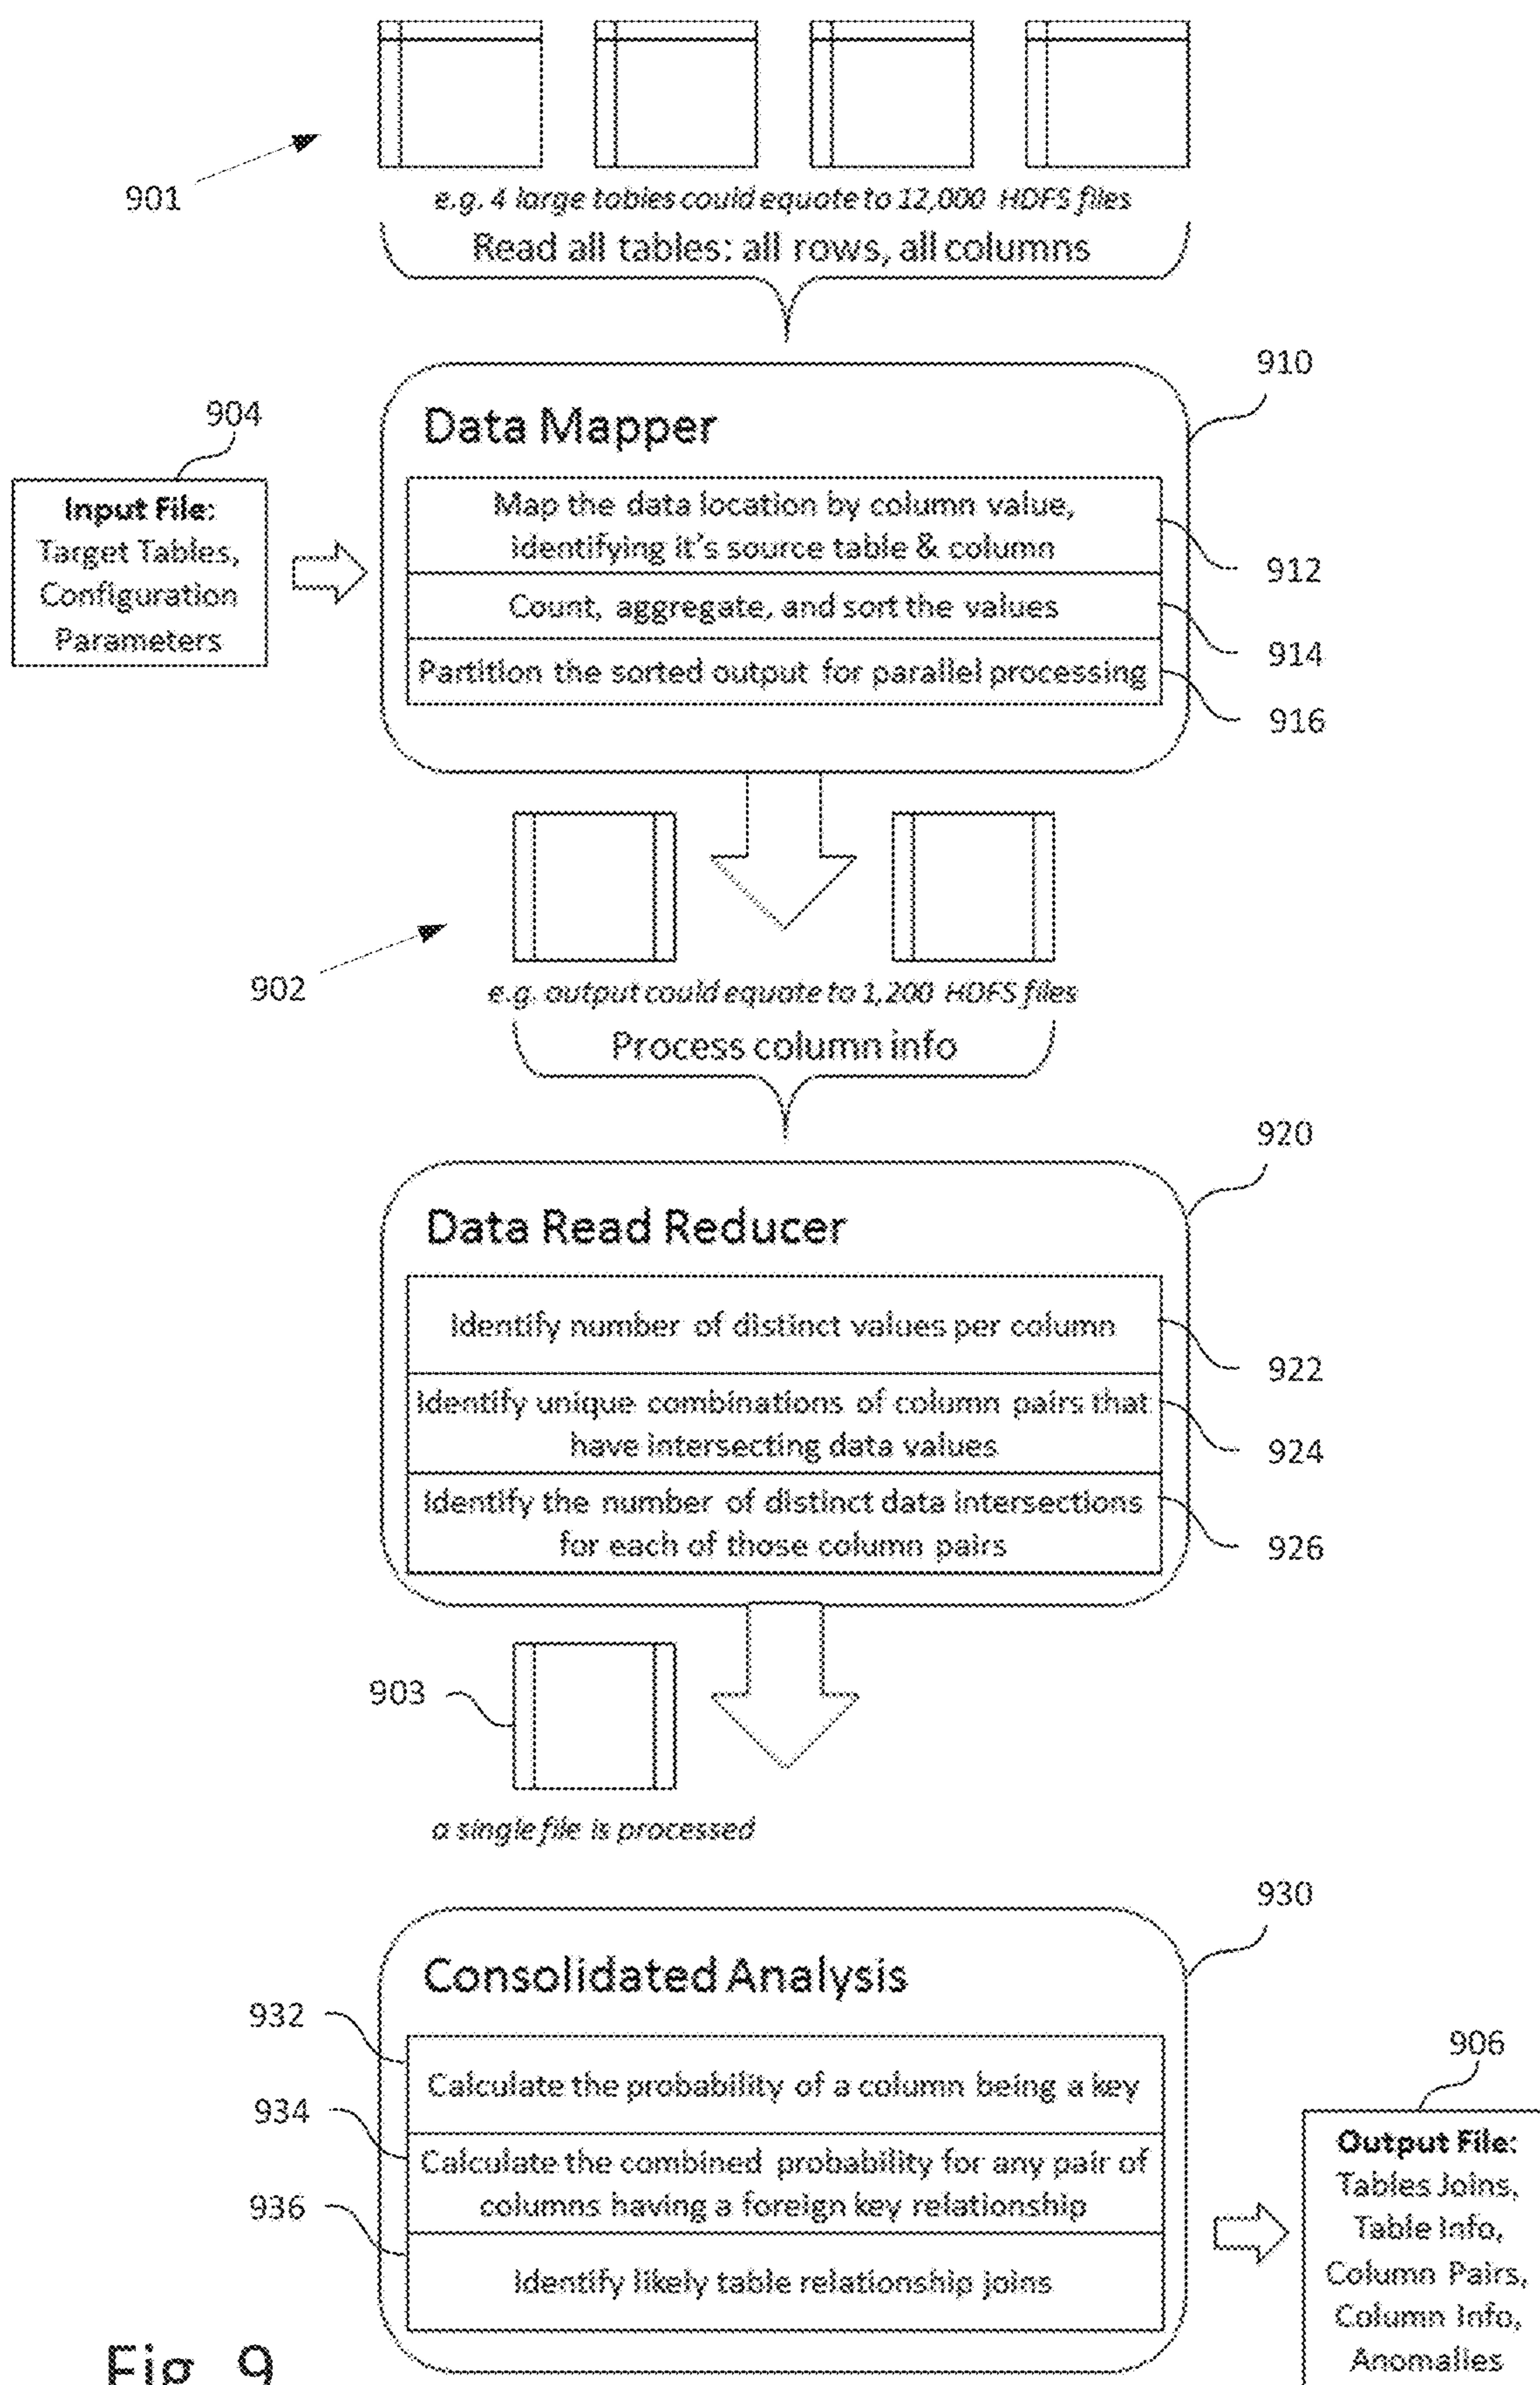 901
e.g. 4 large tables could equate to 12,000 HDFS files
Read all tables: all rows, all columns
910
904
Data Mapper
Input File:
Target Tables,
Configuration
Parameters
Map the data location by column value,
identifying it's source table & column
912
Count, aggregate, and sort the values
914
Partition the sorted output for parallel processing
916
902
e.g. output could equate to 1,200 HDFS files
Process column info
920
Data Read Reducer
Identify number of distinct values per column
922
Identify unique combinations of column pairs that
have intersecting data values
924
Identify the number of distinct data intersections
for each of those column pairs
926
903
a single file is processed
930
Consolidated Analysis
932
Calculate the probability of a column being a key
934
Calculate the combined probability for any pair of
columns having a foreign key relationship
936
Identify likely table relationship joins
906
Output File:
Tables Joins,
Table Info,
Column Pairs,
Column Info,
Anomalies
Fig. 9